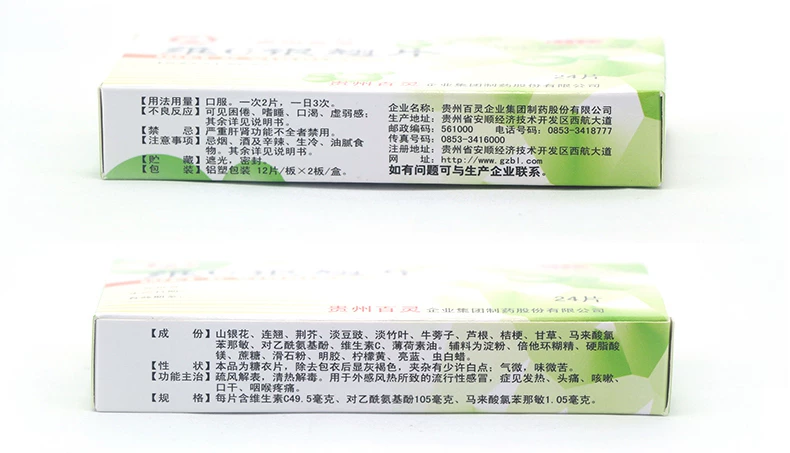 24片
贵州百灵 企业集团制药股份有限公司
【用法用量】口服。一次2片，一日3次。
【不良反应】可见困倦、嗜睡、口渴、虚弱感；
其余详见说明书。
【禁 忌】严重肝肾功能不全者禁用。
【注意事项】忌烟、酒及辛辣、生冷、油腻食
物。其余详见说明书。
【贮 藏】遮光，密封。
【包 装】铝塑包装 12片/板×2板/盒。
企业名称：贵州百灵企业集团制药股份有限公司
生产地址：贵州省安顺经济技术开发区西航大道
邮政编码：561000 电话号码：0853-3418777
传真号码：0853-3416000
注册地址：贵州省安顺经济技术开发区西航大道
网 址：http://www.gzbl.com
如有问题可与生产企业联系。
24片
贵州百灵 企业集团制药股份有限公司
【成 份】山银花、连翘、荆芥、淡豆豉、淡竹叶、牛蒡子、芦根、桔梗、甘草、马来酸氯
苯那敏、对乙酰氨基酚、维生素C、薄荷素油。辅料为淀粉、倍他环糊精、硬脂酸
镁、蔗糖、滑石粉、明胶、柠檬黄、亮蓝、虫白蜡。
【性 状】本品为糖衣片，除去包衣后显灰褐色，夹杂有少许白点；气微，味微苦。
【功能主治】疏风解表，清热解毒。用于外感风热所致的流行性感冒，症见发热、头痛、咳嗽、
口干、咽喉疼痛。
【规 格】每片含维生素C49.5毫克、对乙酰氨基酚105毫克、马来酸氯苯那敏1.05毫克。